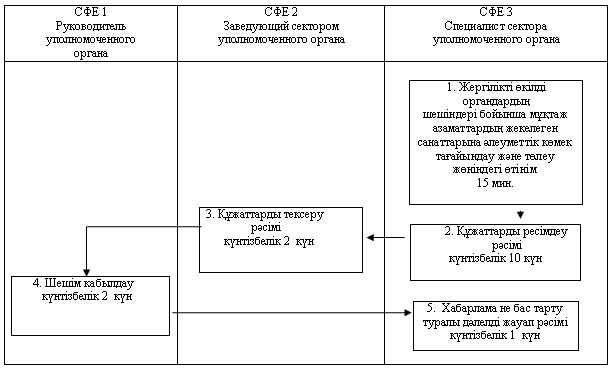 СФЕ 1
Руководитель
уполномоченного
органа
СФЕ 2
Заведующий сектором
уполномоченного органа
СФЕ 3
Специалист сектора
уполномоченного органа
1. Жергілікті өкілді
органдардың
шешіндері бойынша мұқтаж
азаматтардың жекелеген
санаттарына әлеуметтік көмек
тағайындау және төлеу
жөніндегі өтінім
15 мин.
2. Құжаттарды ресімдеу
рәсімі
күнтізбелік 10 күн
3. Құжаттарды тексеру
рәсімі
күнтізбелік 2 күн
4. Шешім кабылдау
күнтізбелік 2 күн
5. Хабарлама не бас тарту
туралы дәлелді жауап рәсімі
күнтізбелік 1 күн